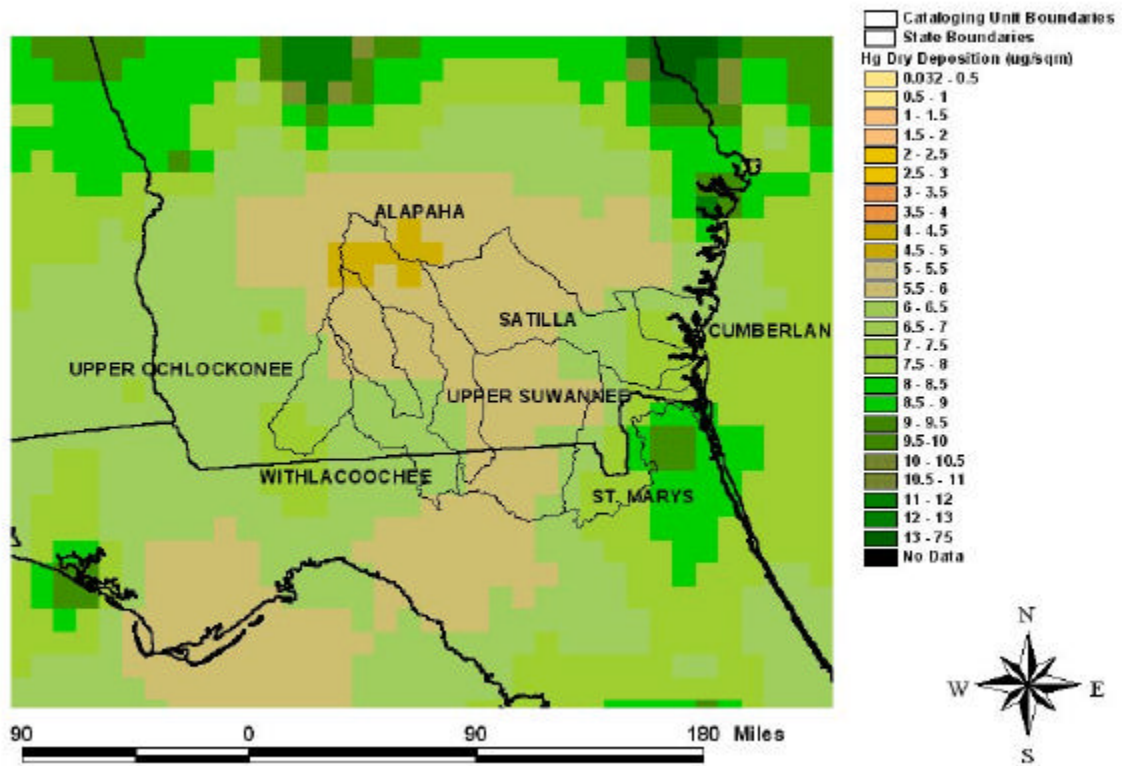 Cataloging Unit Boundaries
State Boundaries
Hg Dry Deposition (ug/sqm)
0.032 - 0.5
0.5 - 1
1 - 1.5
1.5 - 2
2 - 2.5
2.5 - 3
3 - 3.5
3.5 - 4
4 - 4.5
4.5 - 5
5 - 5.5
5.5 - 6
6 - 6.5
6.5 - 7
7 - 7.5
7.5 - 8
8 - 8.5
8.5 - 9
9 - 9.5
9.5-10
10 - 10.5
10.5 - 11
11 - 12
12 - 13
13 - 75
No Data
ALAPAHA
SATILLA
CUMBERLAN
UPPER OCHLOCKONEE
UPPER SUWANNEE
WITHLACOOCHEE
ST. MARYS
N
W E
S
90 0 90 180 Miles